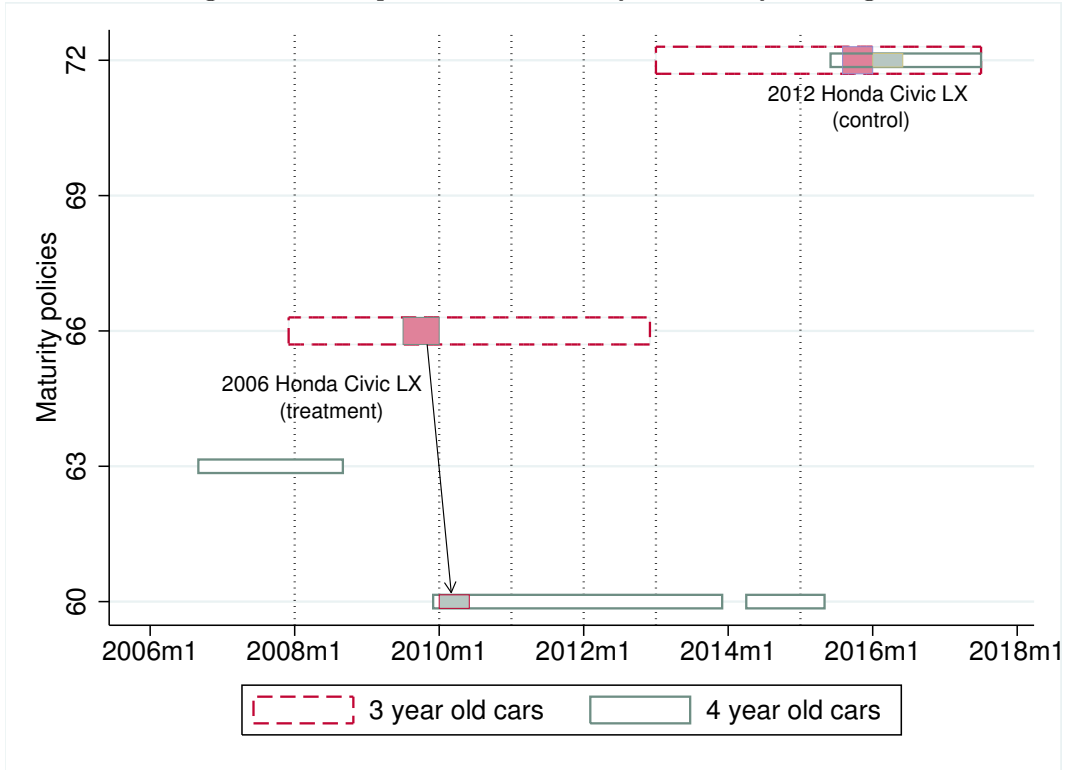 72
2012 Honda Civic LX
(control)
69
Maturity policies
66
2006 Honda Civic LX
(treatment)
63
60
2006m1 2008m1 2010m1 2012m1 2014m1 2016m1 2018m1
3 year old cars 4 year old cars